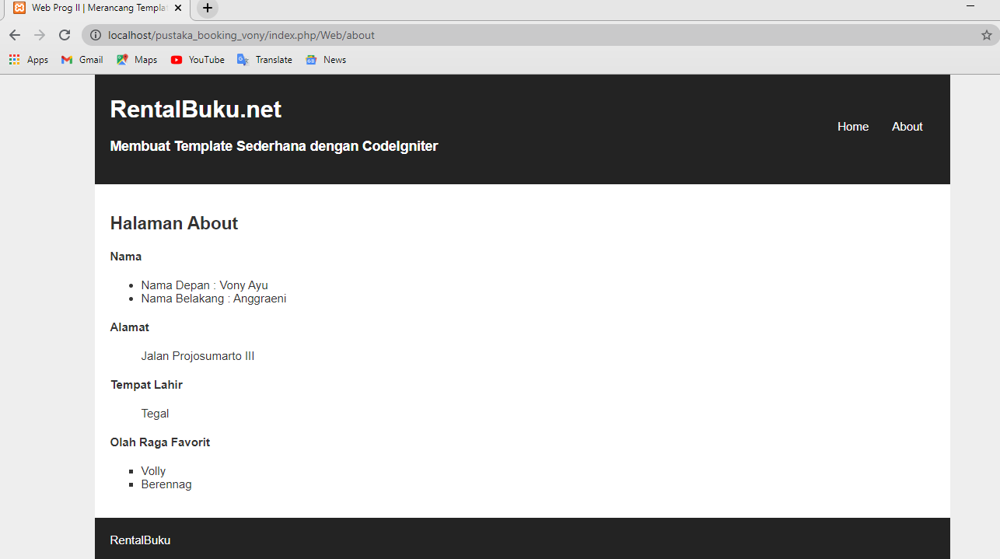 Web Prog II | Merancang Templa
localhost/pustaka_booking_vony/index.php/Web/about
Apps Gmail Maps YouTube Translate News
RentalBuku.net
Membuat Template Sederhana dengan CodeIgniter
Home About
Halaman About
Nama
Nama Depan : Vony Ayu
Nama Belakang : Anggraeni
Alamat
Jalan Projosumarto III
Tempat Lahir
Tegal
Olah Raga Favorit
Volly
Berennag
RentalBuku